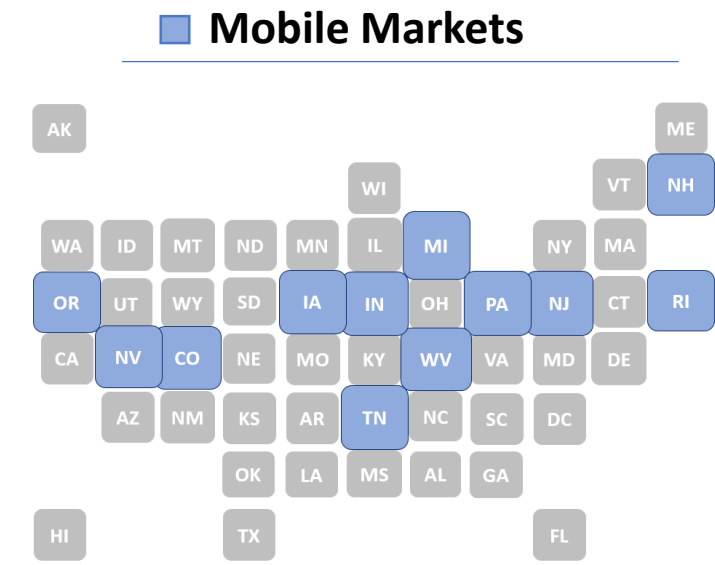 Mobile Markets
AK ME
WI VT NH
WA ID MT ND MN IL MI NY MA
OR UT WY SD IA IN OH PA NJ CT RI
CA NV CO NE MO KY WV VA MD DE
AZ NM KS AR TN NC SC DC
OK LA MS AL GA
HI TX FL